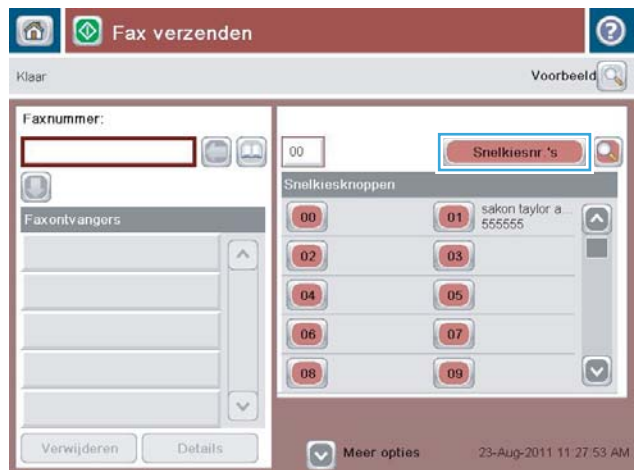 Fax verzenden
Klaar
Voorbeeld
Faxnummer:
00
Snelkiesnr.'s
Snelkiesknoppen
Faxontvangers
00
01
sakon taylor a...
555555
02
03
04
05
06
07
08
09
Verwijderen
Details
Meer opties
23-Aug-2011 11:27:53 AM